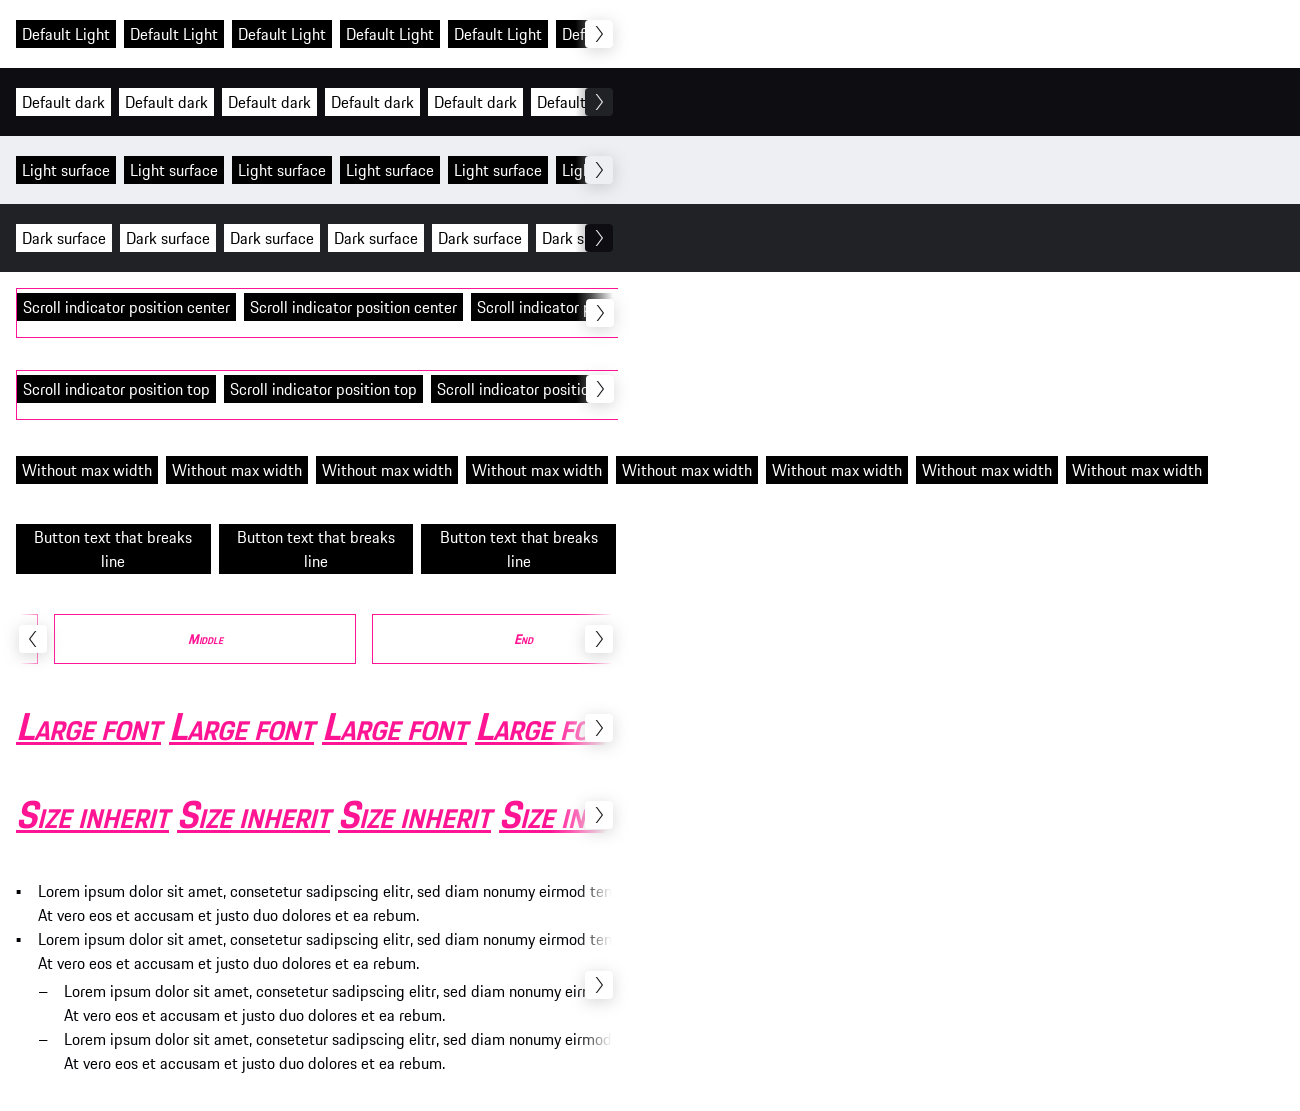 Default Light Default Light Default Light Default Light Default Light
Default dark Default dark Default dark Default dark Default dark Default
Light surface Light surface Light surface Light surface Light surface
Dark surface Dark surface Dark surface Dark surface Dark surface Dark
Scroll indicator position center Scroll indicator position center Scroll indicator
Scroll indicator position top Scroll indicator position top Scroll indicator
Without max width Without max width Without max width Without max width Without max width Without max width Without max width Without max width
Button text that breaks Button text that breaks Button text that breaks
line line line
Middle End
Large font Large font Large font Large
Size inherit Size inherit Size inherit Size
▪ Lorem ipsum dolor sit amet, consetetur sadipscing elitr, sed diam nonumy eirmod
At vero eos et accusam et justo duo dolores et ea rebum.
▪ Lorem ipsum dolor sit amet, consetetur sadipscing elitr, sed diam nonumy eirmod
At vero eos et accusam et justo duo dolores et ea rebum.
– Lorem ipsum dolor sit amet, consetetur sadipscing elitr, sed diam nonumy
At vero eos et accusam et justo duo dolores et ea rebum.
– Lorem ipsum dolor sit amet, consetetur sadipscing elitr, sed diam nonumy eirmod
At vero eos et accusam et justo duo dolores et ea rebum.